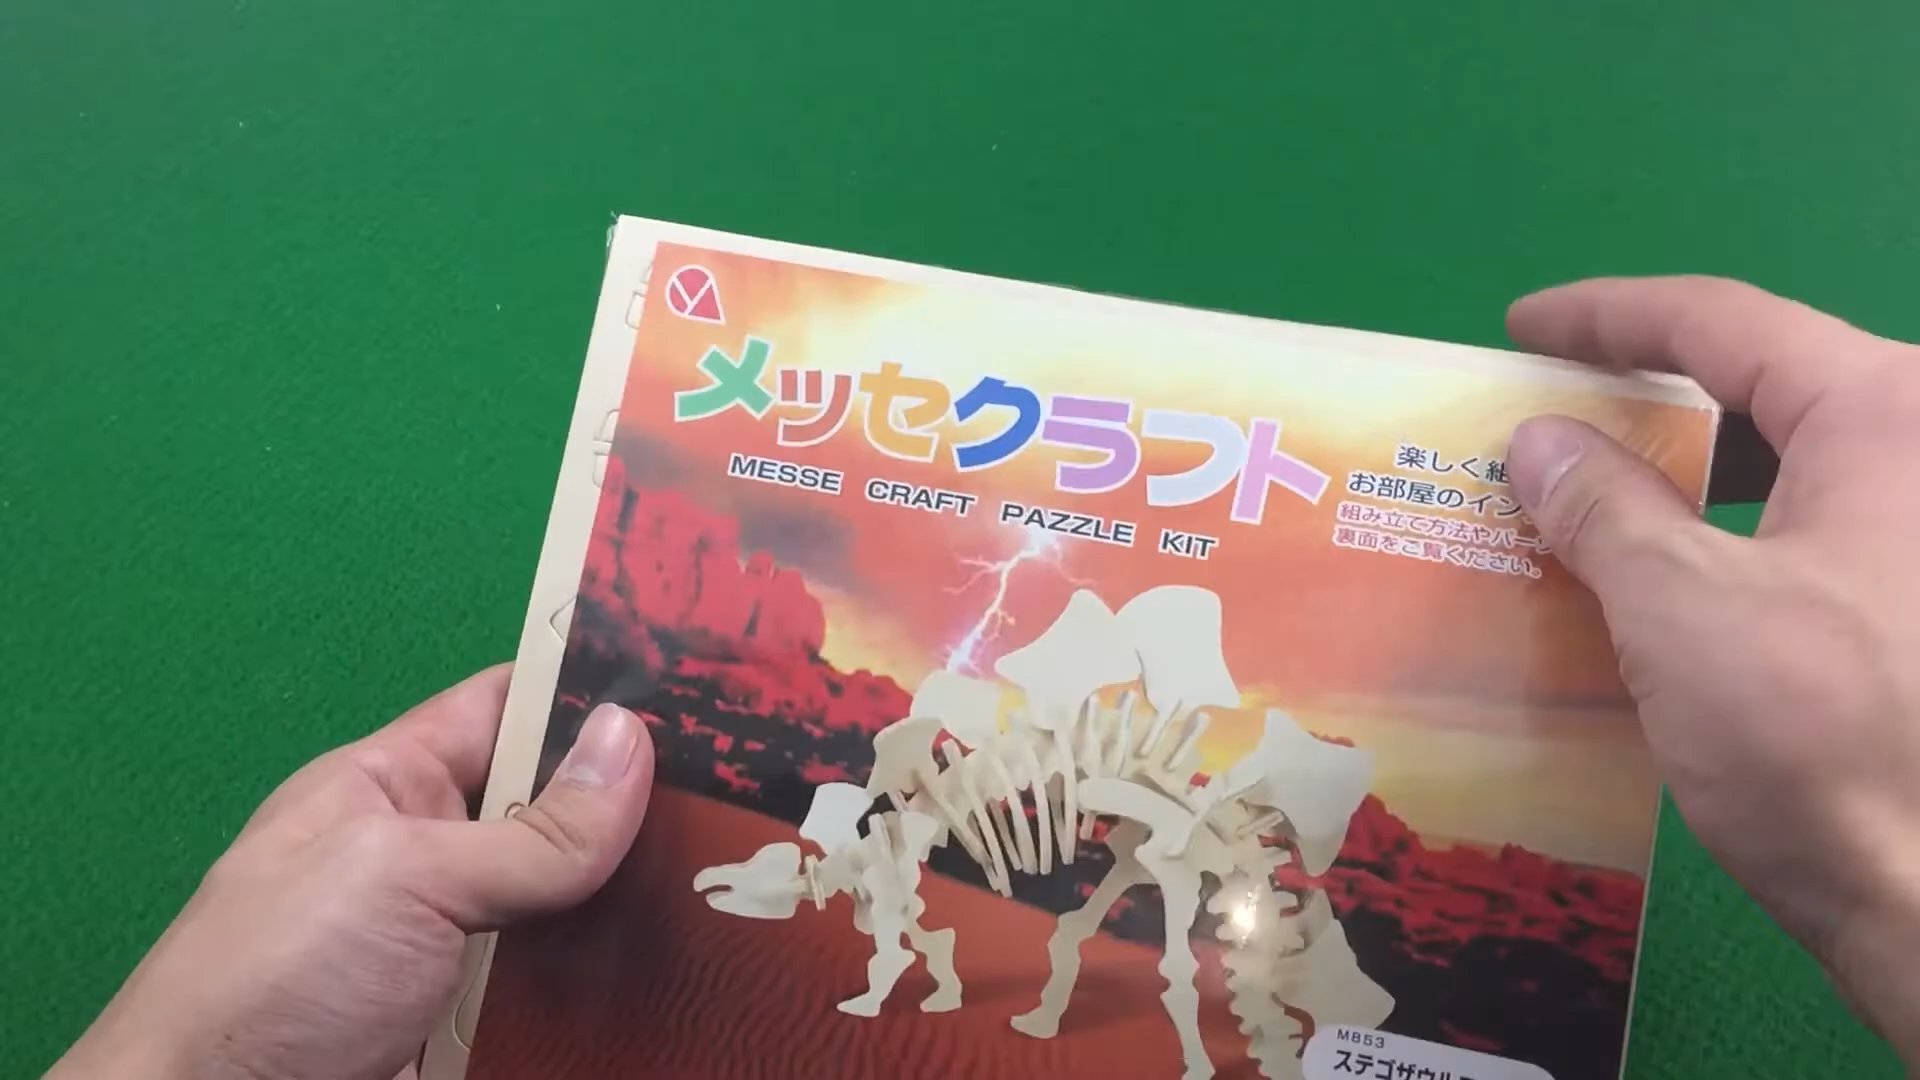 メッセクラフト
MESSE CRAFT PAZZLE KIT
楽しく組
お部屋のイン
組み立て方法やパー
裏面をご覧ください。
M853
ステゴザウル